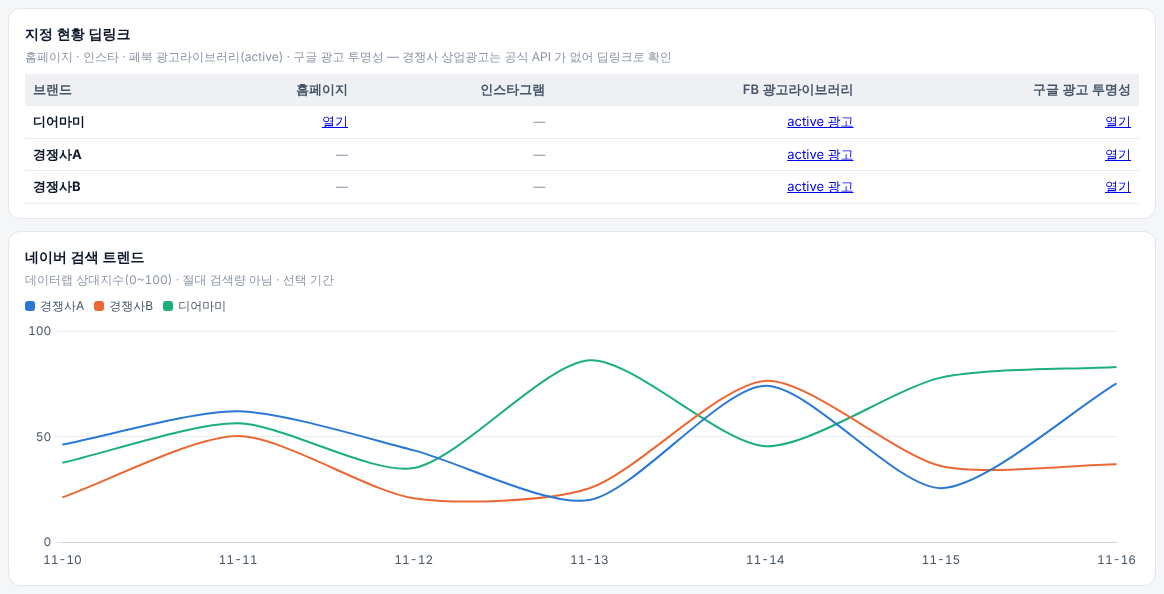 지정 현황 딥링크
홈페이지 · 인스타 · 페북 광고라이브러리(active) · 구글 광고 투명성 — 경쟁사 상업광고는 공식 API 가 없어 딥링크로 확인
브랜드 홈페이지 인스타그램 FB 광고라이브러리 구글 광고 투명성
디어마미 열기 — active 광고 열기
경쟁사A — — active 광고 열기
경쟁사B — — active 광고 열기
네이버 검색 트렌드
데이터랩 상대지수(0~100) · 절대 검색량 아님 · 선택 기간
경쟁사A 경쟁사B 디어마미
100
50
0
11-10 11-11 11-12 11-13 11-14 11-15 11-16